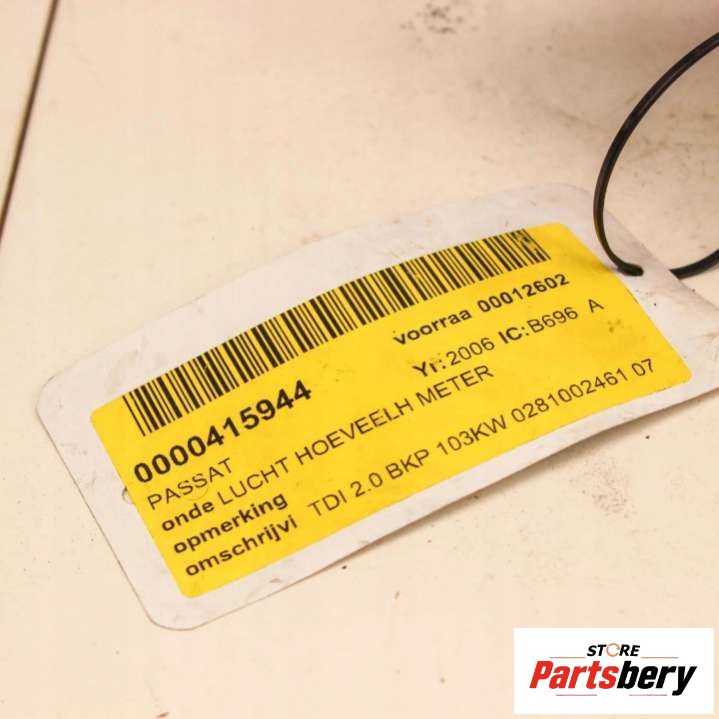 voorraa 00012602
0000415944 Yr: 2006 IC: B696 A
PASSAT
onde LUCHT HOEVEELH METER
opmerking
omschrijvi TDI 2.0 BKP 103KW 0281002461 07
STORE
Partsbery